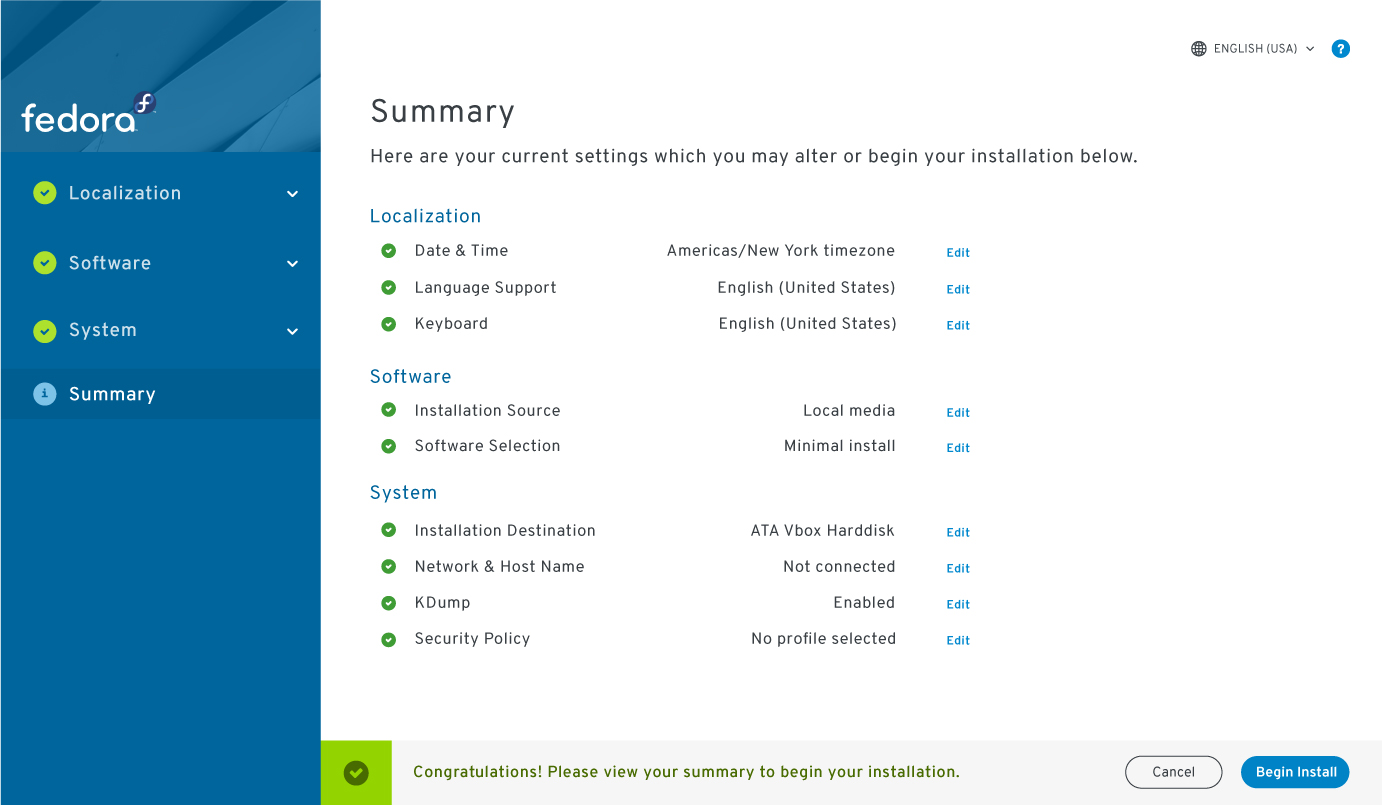 fedora
ENGLISH (USA)
?
Localization
Software
System
Summary
Summary
Here are your current settings which you may alter or begin your installation below.
Localization
Date & Time Americas/New York timezone Edit
Language Support English (United States) Edit
Keyboard English (United States) Edit
Software
Installation Source Local media Edit
Software Selection Minimal install Edit
System
Installation Destination ATA Vbox Harddisk Edit
Network & Host Name Not connected Edit
KDump Enabled Edit
Security Policy No profile selected Edit
Congratulations! Please view your summary to begin your installation.
Cancel
Begin Install